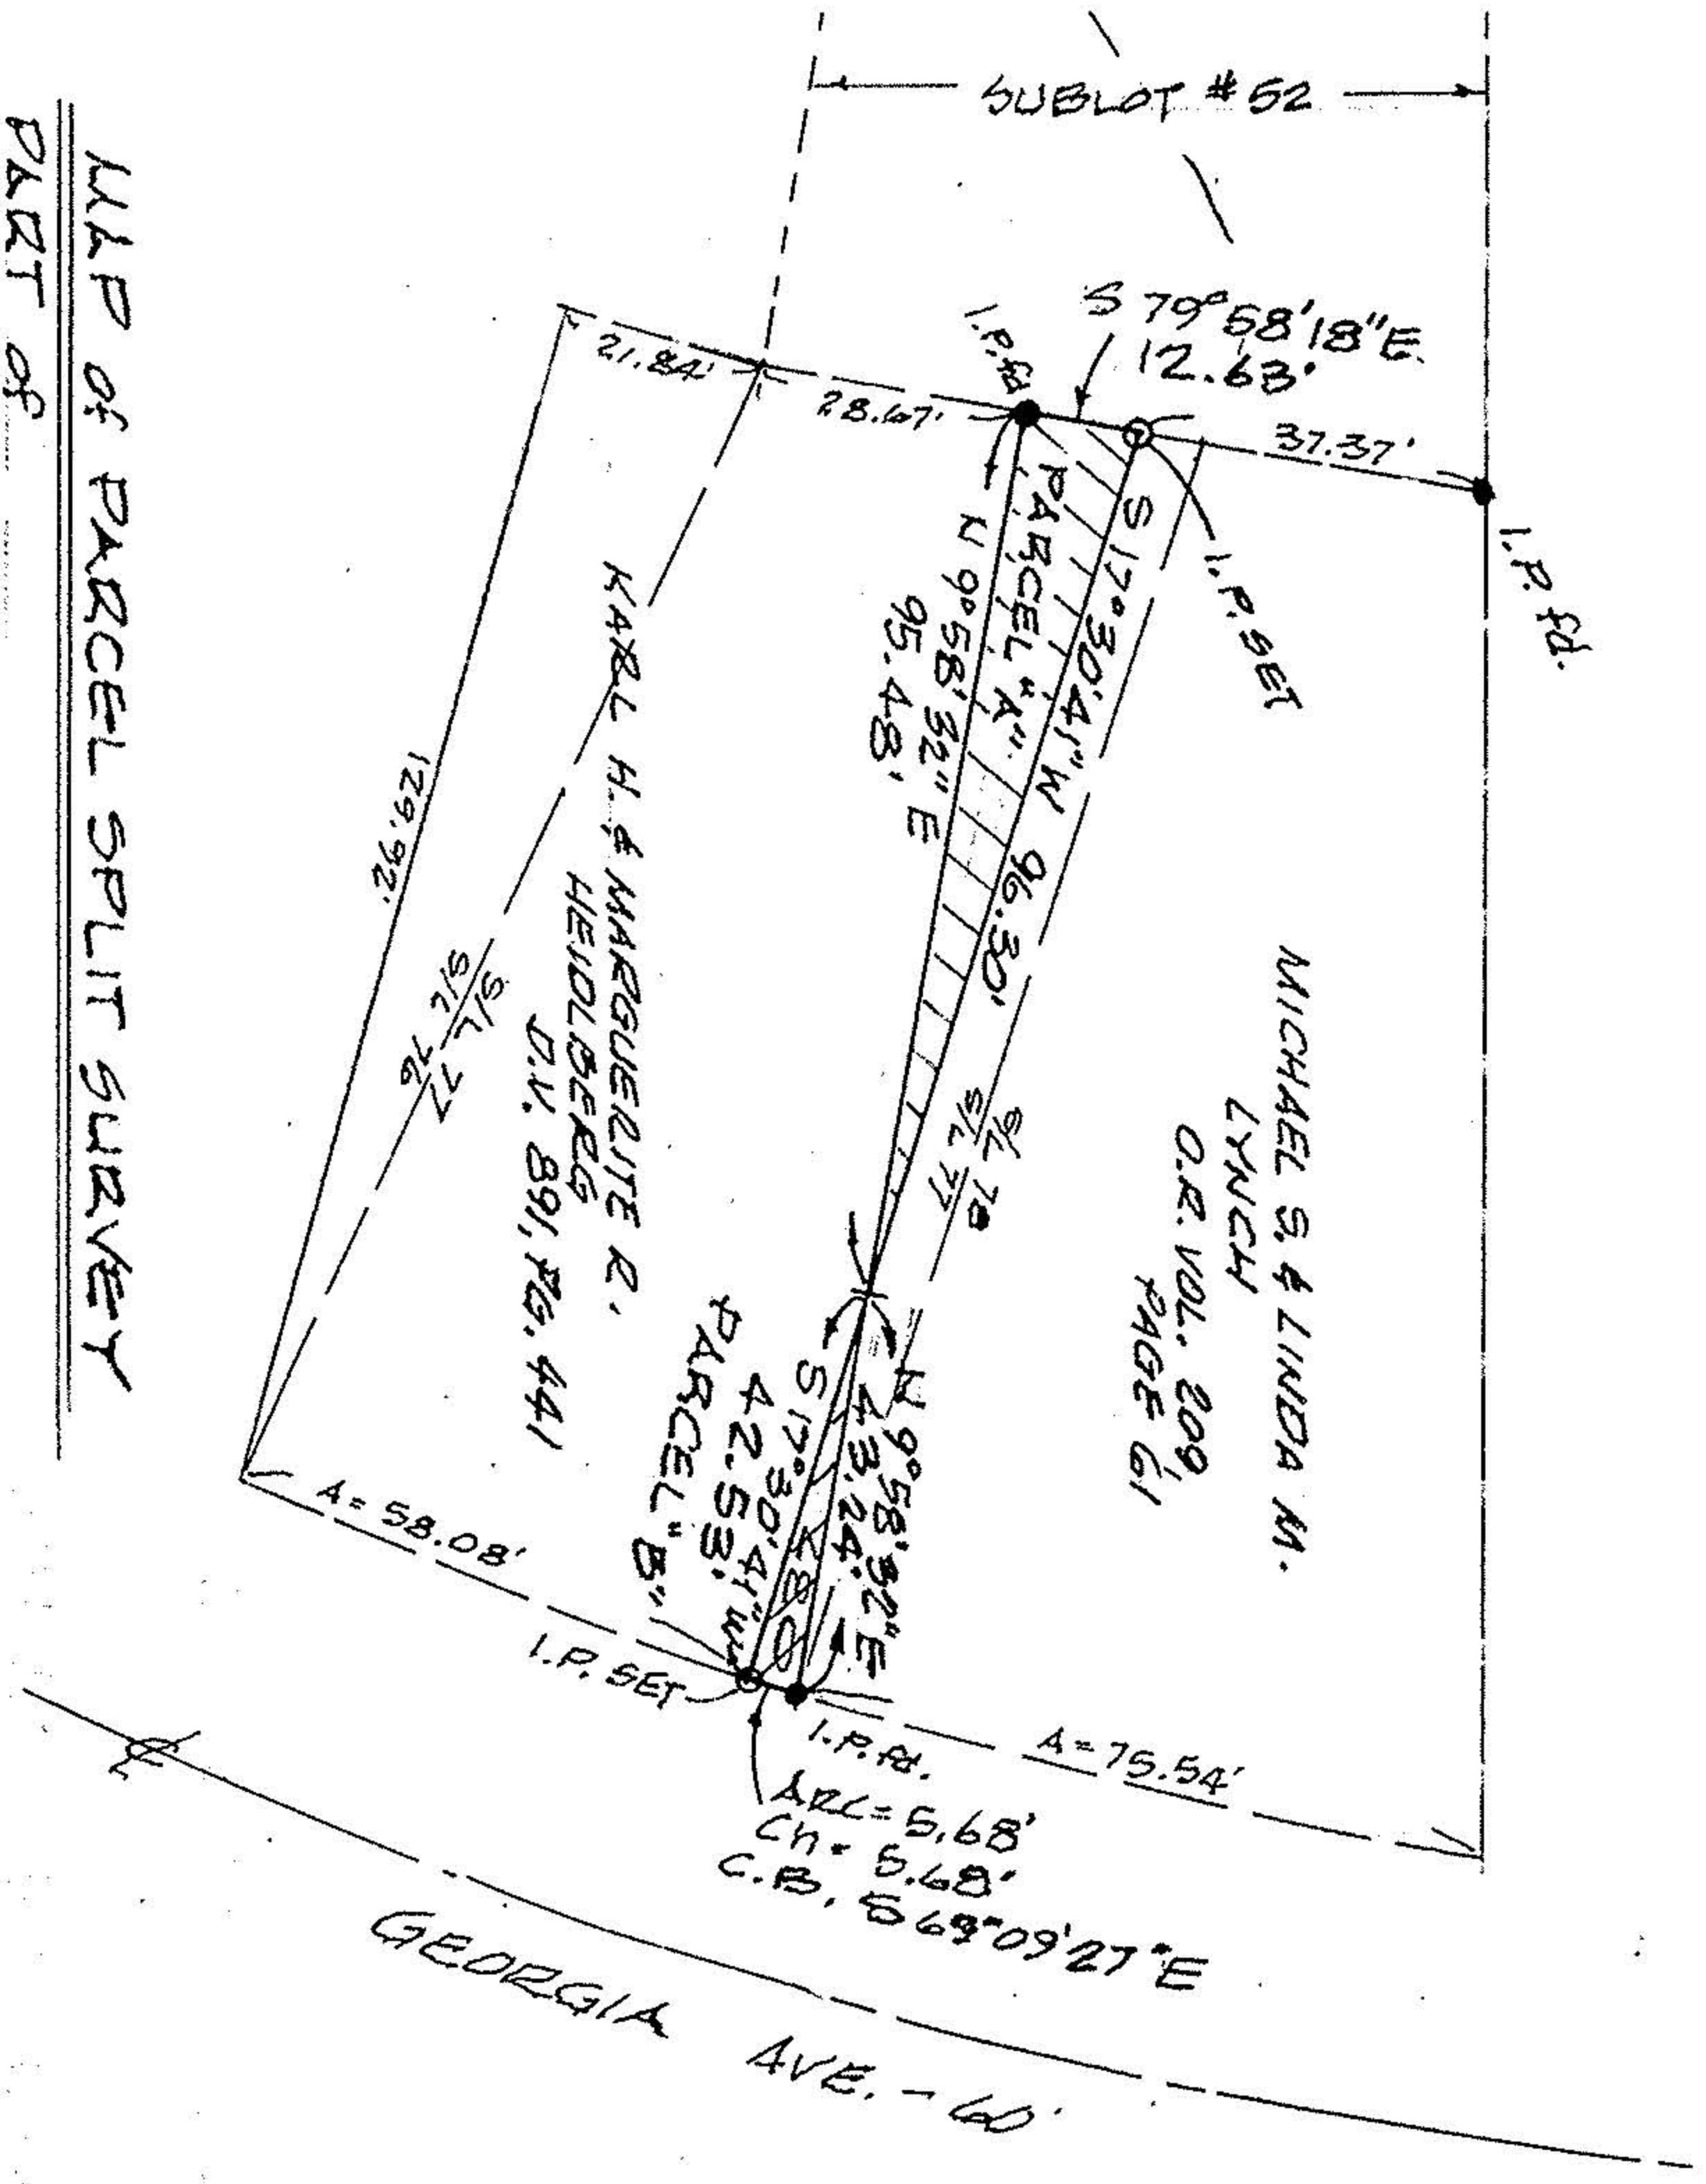 SUBLOT #52
S 79°58'18"E
12.63'
I.P. fd.
21.84'
28.67'
37.37'
I.P. fd.
I.P. SET
S 17°30'41"W 96.30'
PARCEL "A"
N 9°58'32" E
95.48'
129.92'
KARL H. & MARGUERITE R.
D.V. 891, PG. 441
S/L 77
S/L 76
S/L 78
S/L 77
MICHAEL S. & LINDA M.
LYNCH
O.R. VOL. 209,
PAGE 61
N 9°58'32"E
43.24'
S 17°30'41"W
42.53'
PARCEL "B"
A = 58.08'
I.P. SET
I.P. fd.
A = 75.54'
ARC = 5.68'
Ch = 5.68'
C.B. S 69°09'27"E
GEORGIA AVE. - 60'
MAP of PARCEL SPLIT SURVEY
PART of